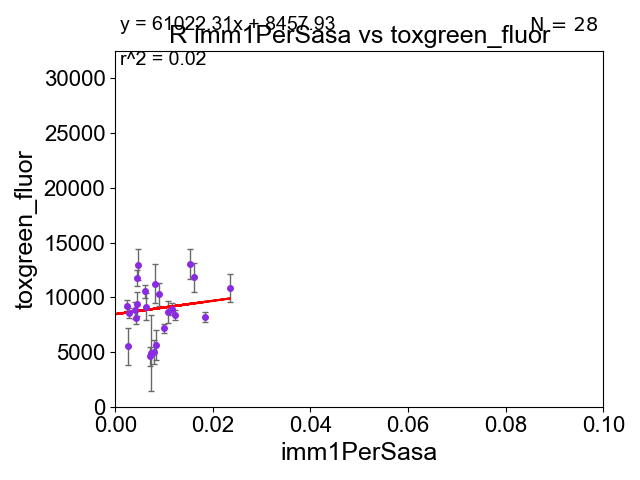 y = 61022.31x + 8457.93
N = 28
R Imm1PerSasa vs toxgreen_fluor
r^2 = 0.02
30000
25000
20000
15000
10000
5000
0
toxgreen_fluor
0.00 0.02 0.04 0.06 0.08 0.10
imm1PerSasa